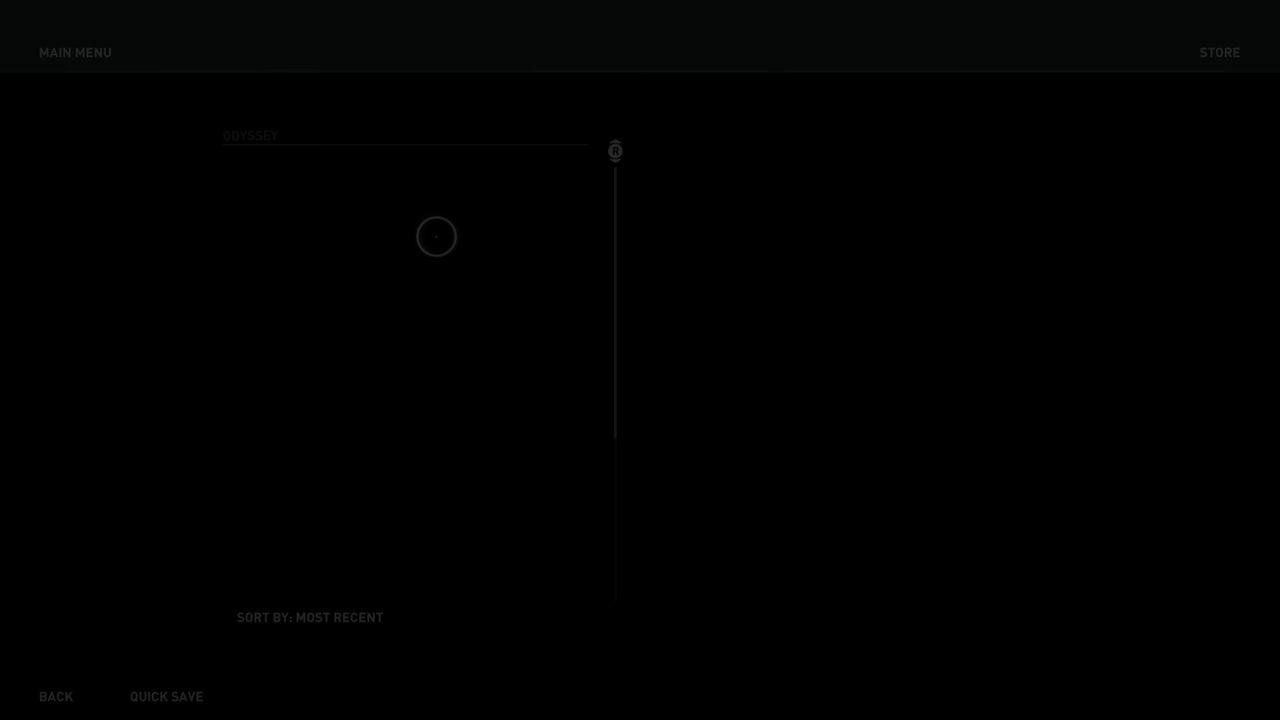 MAIN MENU
STORE
ODYSSEY
R
SORT BY: MOST RECENT
BACK
QUICK SAVE